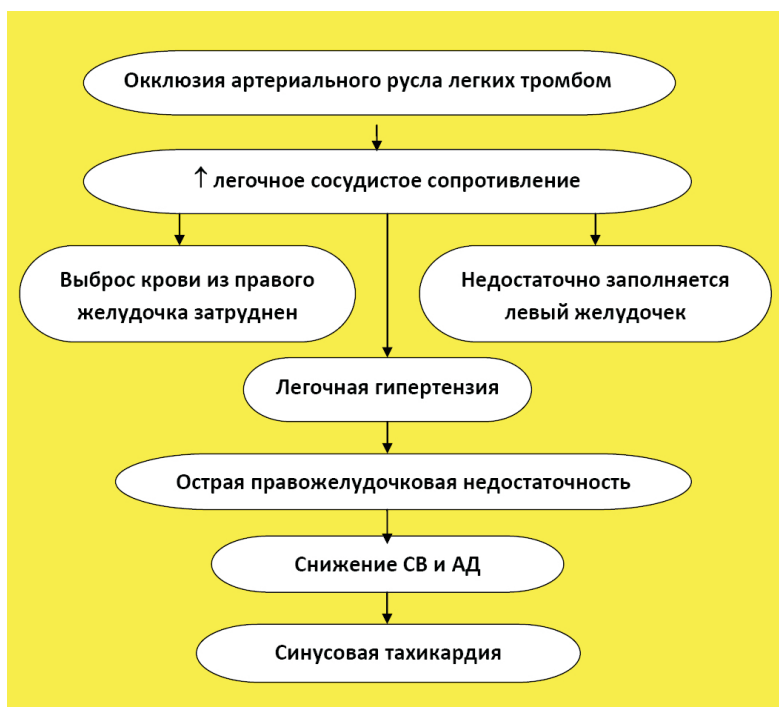 Окклюзия артериального русла легких тромбом
↑ легочное сосудистое сопротивление
Выброс крови из правого
желудочка затруднен
Недостаточно заполняется
левый желудочек
Легочная гипертензия
Острая правожелудочковая недостаточность
Снижение СВ и АД
Синусовая тахикардия